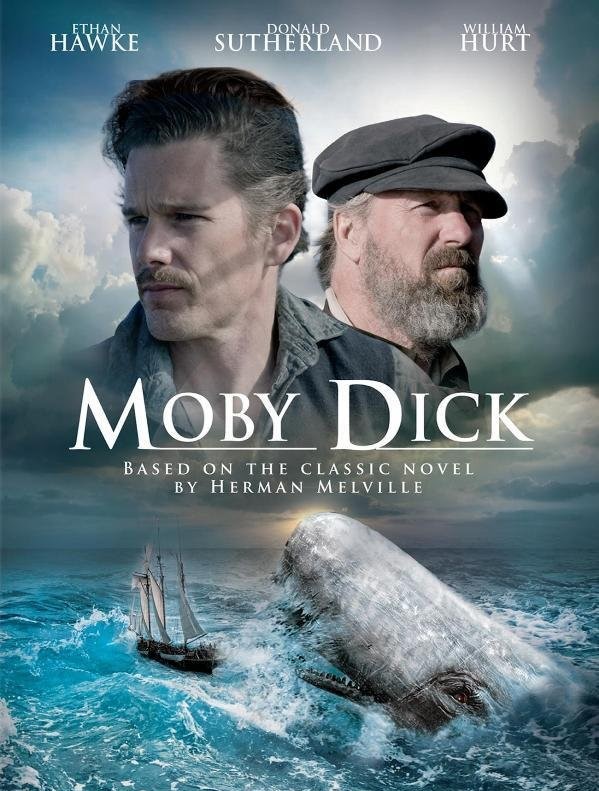 ETHAN DONALD WILLIAM
HAWKE SUTHERLAND HURT
MOBY DICK
BASED ON THE CLASSIC NOVEL
BY HERMAN MELVILLE